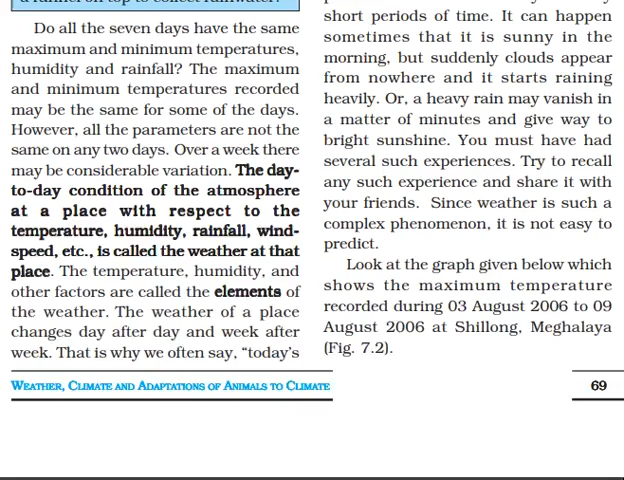 a funnel on top to collect rainwater.
Do all the seven days have the same
maximum and minimum temperatures,
humidity and rainfall? The maximum
and minimum temperatures recorded
may be the same for some of the days.
However, all the parameters are not the
same on any two days. Over a week there
may be considerable variation. The day-
to-day condition of the atmosphere
at a place with respect to the
temperature, humidity, rainfall, wind-
speed, etc., is called the weather at that
place. The temperature, humidity, and
other factors are called the elements of
the weather. The weather of a place
changes day after day and week after
week. That is why we often say, “today’s
short periods of time. It can happen
sometimes that it is sunny in the
morning, but suddenly clouds appear
from nowhere and it starts raining
heavily. Or, a heavy rain may vanish in
a matter of minutes and give way to
bright sunshine. You must have had
several such experiences. Try to recall
any such experience and share it with
your friends. Since weather is such a
complex phenomenon, it is not easy to
predict.
Look at the graph given below which
shows the maximum temperature
recorded during 03 August 2006 to 09
August 2006 at Shillong, Meghalaya
(Fig. 7.2).
WEATHER, CLIMATE AND ADAPTATIONS OF ANIMALS TO CLIMATE
69